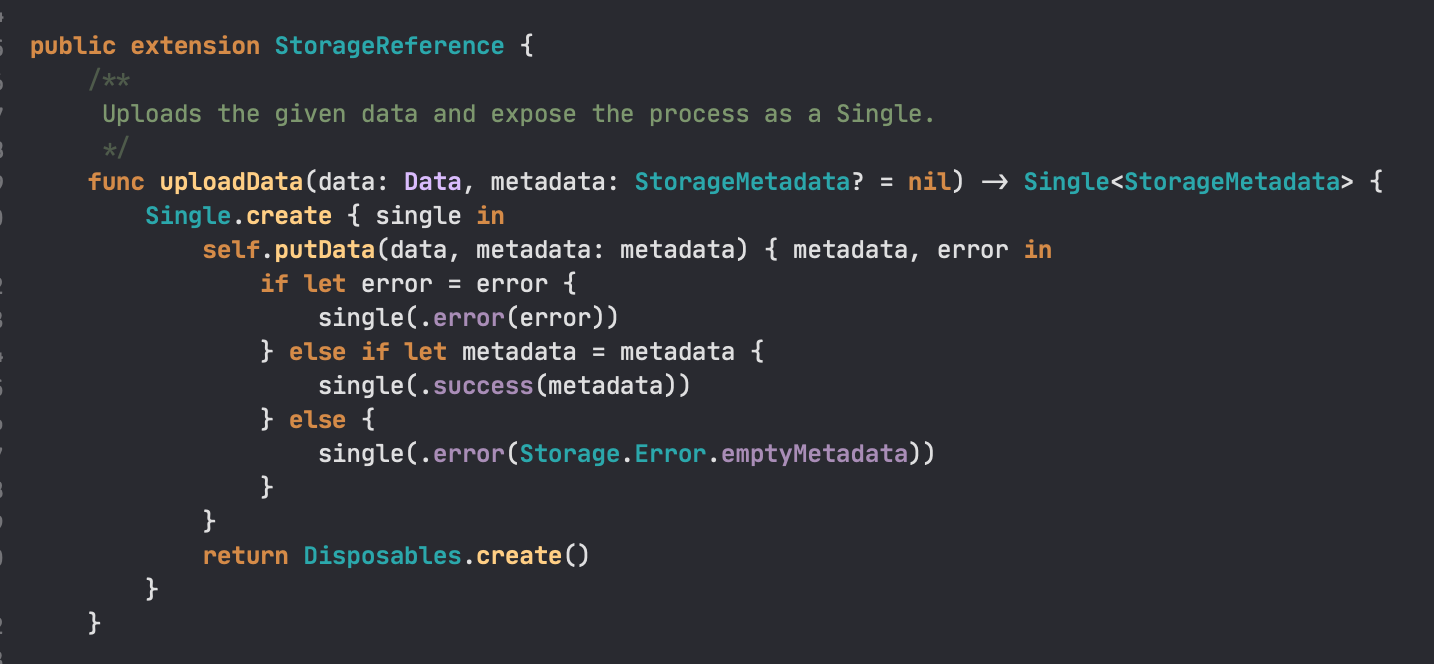 public extension StorageReference {
/**
Uploads the given data and expose the process as a Single.
*/
func uploadData(data: Data, metadata: StorageMetadata? = nil) -> Single<StorageMetadata> {
Single.create { single in
self.putData(data, metadata: metadata) { metadata, error in
if let error = error {
single(.error(error))
} else if let metadata = metadata {
single(.success(metadata))
} else {
single(.error(Storage.Error.emptyMetadata))
}
}
return Disposables.create()
}
}